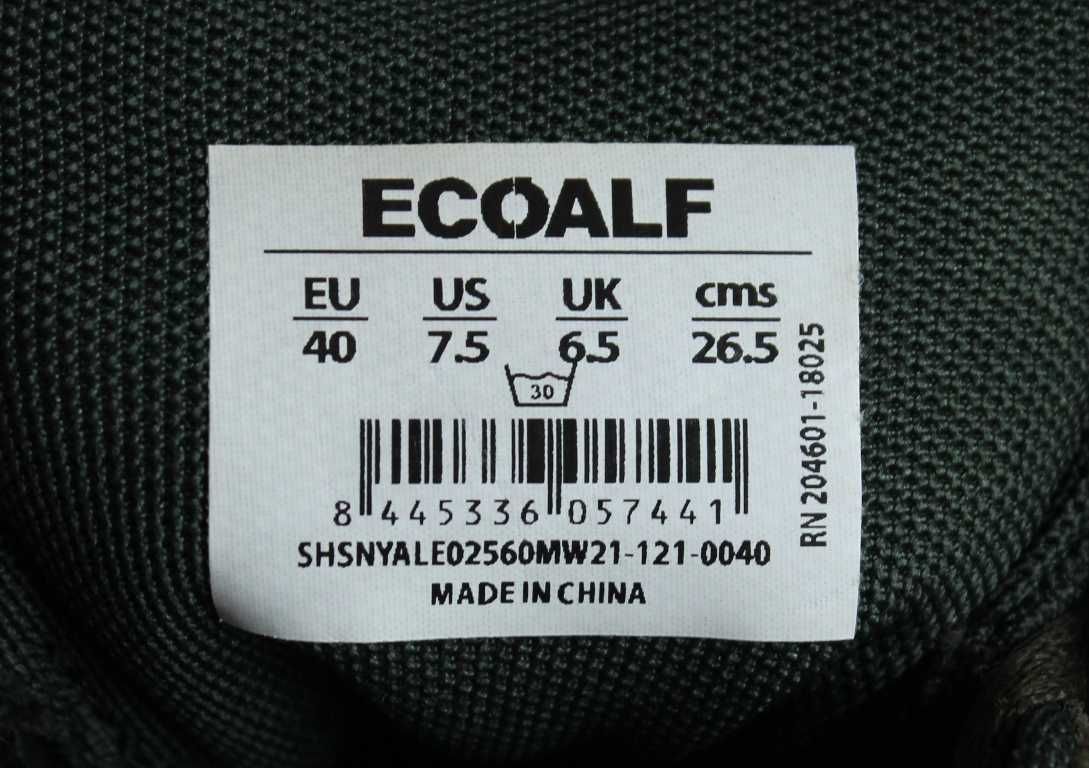 ECOALF
EU US UK cms
40 7.5 6.5 26.5
30
8 445336 057441
SHSNYALE02560MW21-121-0040
MADE IN CHINA
RN 204601-18025